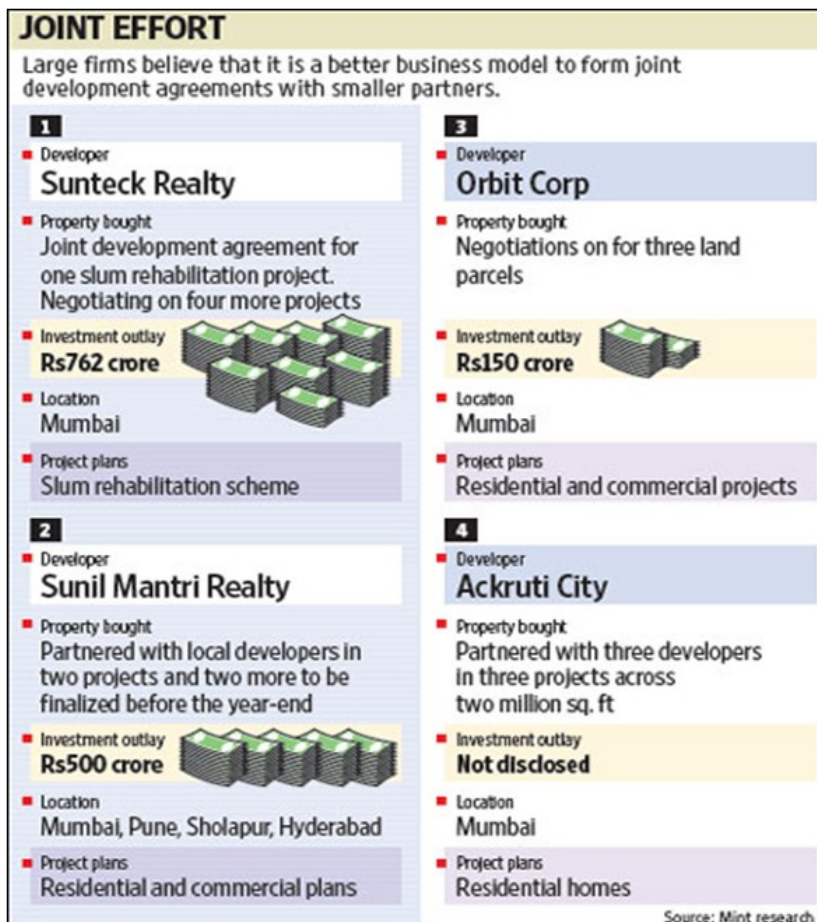 JOINT EFFORT
Large firms believe that it is a better business model to form joint
development agreements with smaller partners.
1
Developer
Sunteck Realty
Property bought
Joint development agreement for
one slum rehabilitation project.
Negotiating on four more projects
Investment outlay
Rs762 crore
Location
Mumbai
Project plans
Slum rehabilitation scheme
2
Developer
Sunil Mantri Realty
Property bought
Partnered with local developers in
two projects and two more to be
finalized before the year-end
Investment outlay
Rs500 crore
Location
Mumbai, Pune, Sholapur, Hyderabad
Project plans
Residential and commercial plans
3
Developer
Orbit Corp
Property bought
Negotiations on for three land
parcels
Investment outlay
Rs150 crore
Location
Mumbai
Project plans
Residential and commercial projects
4
Developer
Ackruti City
Property bought
Partnered with three developers
in three projects across
two million sq. ft
Investment outlay
Not disclosed
Location
Mumbai
Project plans
Residential homes
Source: Mint research